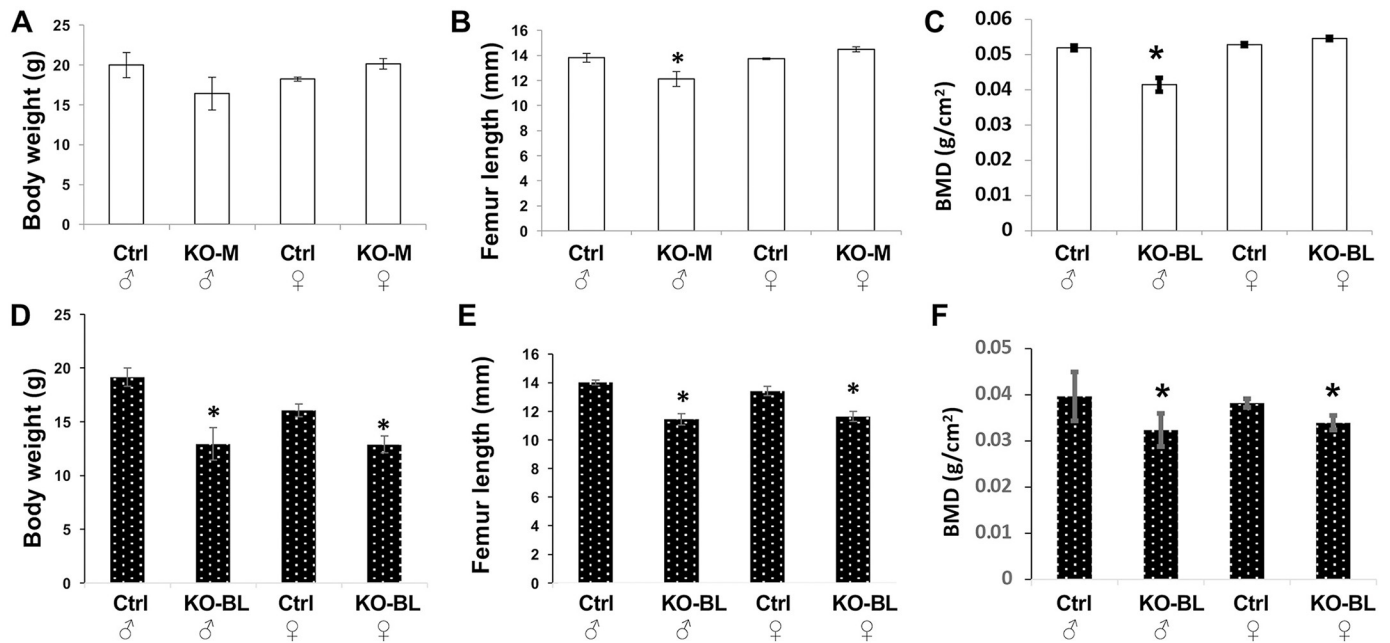 A
Body weight (g)
25
20
15
10
5
0
Ctrl KO-M Ctrl KO-M
♂ ♂ ♀ ♀
B
Femur length (mm)
16
14
12
10
8
6
4
2
0
*
Ctrl KO-M Ctrl KO-M
♂ ♂ ♀ ♀
C
BMD (g/cm²)
0.06
0.05
0.04
0.03
0.02
0.01
0
*
Ctrl KO-BL Ctrl KO-BL
♂ ♂ ♀ ♀
D
Body weight (g)
25
20
15
10
5
0
* *
Ctrl KO-BL Ctrl KO-BL
♂ ♂ ♀ ♀
E
Femur length (mm)
16
14
12
10
8
6
4
2
0
* *
Ctrl KO-BL Ctrl KO-BL
♂ ♂ ♀ ♀
F
BMD (g/cm²)
0.05
0.04
0.03
0.02
0.01
0
* *
Ctrl KO-BL Ctrl KO-BL
♂ ♂ ♀ ♀